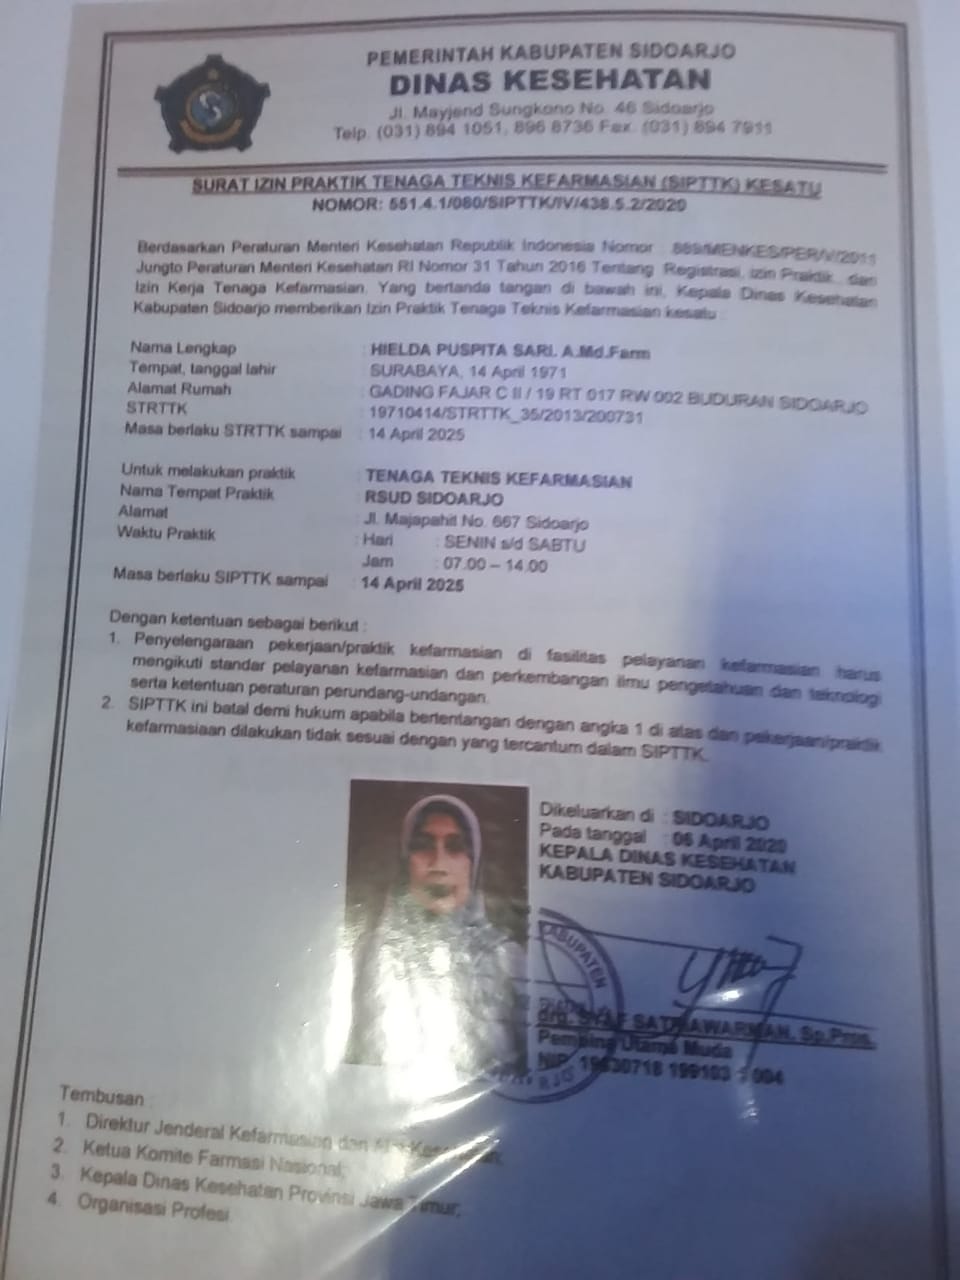 PEMERINTAH KABUPATEN SIDOARJO
DINAS KESEHATAN
Jl. Mayjend Sungkono No. 46 Sidoarjo
Telp. (031) 894 1051, 896 8736 Fax. (031) 894 7911
SURAT IZIN PRAKTIK TENAGA TEKNIS KEFARMASIAN (SIPTTK) KESATU
NOMOR: 551.4.1/080/SIPTTK/IV/438.5.2/2020
Berdasarkan Peraturan Menteri Kesehatan Republik Indonesia Nomor : 889/MENKES/PER/V/2011
Jungto Peraturan Menteri Kesehatan RI Nomor 31 Tahun 2016 Tentang Registrasi, izin Praktik, dan
Izin Kerja Tenaga Kefarmasian, Yang bertanda tangan di bawah ini, Kepala Dinas Kesehatan
Kabupaten Sidoarjo memberikan Izin Praktik Tenaga Teknis Kefarmasian kesatu :
Nama Lengkap : HIELDA PUSPITA SARI. A.Md.Farm
Tempat, tanggal lahir : SURABAYA, 14 April 1971
Alamat Rumah : GADING FAJAR C II / 19 RT 017 RW 002 BUDURAN SIDOARJO
STRTTK : 19710414/STRTTK_35/2013/200731
Masa berlaku STRTTK sampai : 14 April 2025
Untuk melakukan praktik : TENAGA TEKNIS KEFARMASIAN
Nama Tempat Praktik : RSUD SIDOARJO
Alamat : Jl. Majapahit No. 667 Sidoarjo
Waktu Praktik : Hari : SENIN s/d SABTU
Jam : 07.00 – 14.00
Masa berlaku SIPTTK sampai : 14 April 2025
Dengan ketentuan sebagai berikut :
1. Penyelengaraan pekerjaan/praktik kefarmasian di fasilitas pelayanan kefarmasian harus
mengikuti standar pelayanan kefarmasian dan perkembangan ilmu pengetahuan dan teknologi
serta ketentuan peraturan perundang-undangan.
2. SIPTTK ini batal demi hukum apabila bertentangan dengan angka 1 di atas dan pekerjaan/praktik
kefarmasiaan dilakukan tidak sesuai dengan yang tercantum dalam SIPTTK.
Dikeluarkan di : SIDOARJO
Pada tanggal : 06 April 2020
KEPALA DINAS KESEHATAN
KABUPATEN SIDOARJO
KABUPATEN
drg. SYAF SATRIAWARMAN, Sp.Pros.
Pembina Utama Muda
NIP. 199103 1 004
Tembusan :
1. Direktur Jenderal Kefarmasian dan Alat Kesehatan;
2. Ketua Komite Farmasi Nasional;
3. Kepala Dinas Kesehatan Provinsi Jawa Timur;
4. Organisasi Profesi.